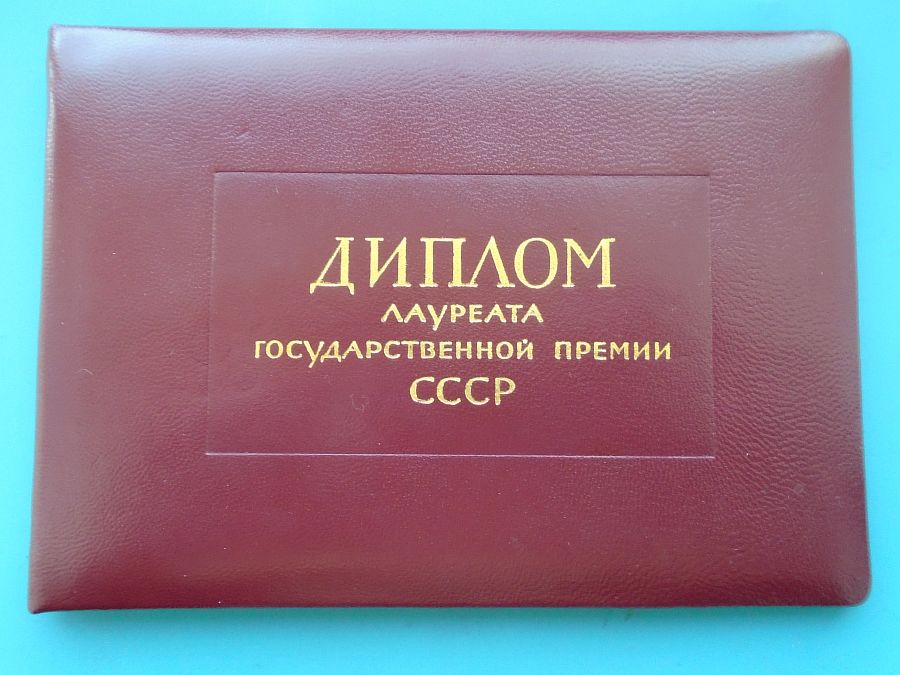 ДИПЛОМ
ЛАУРЕАТА
ГОСУДАРСТВЕННОЙ ПРЕМИИ
СССР